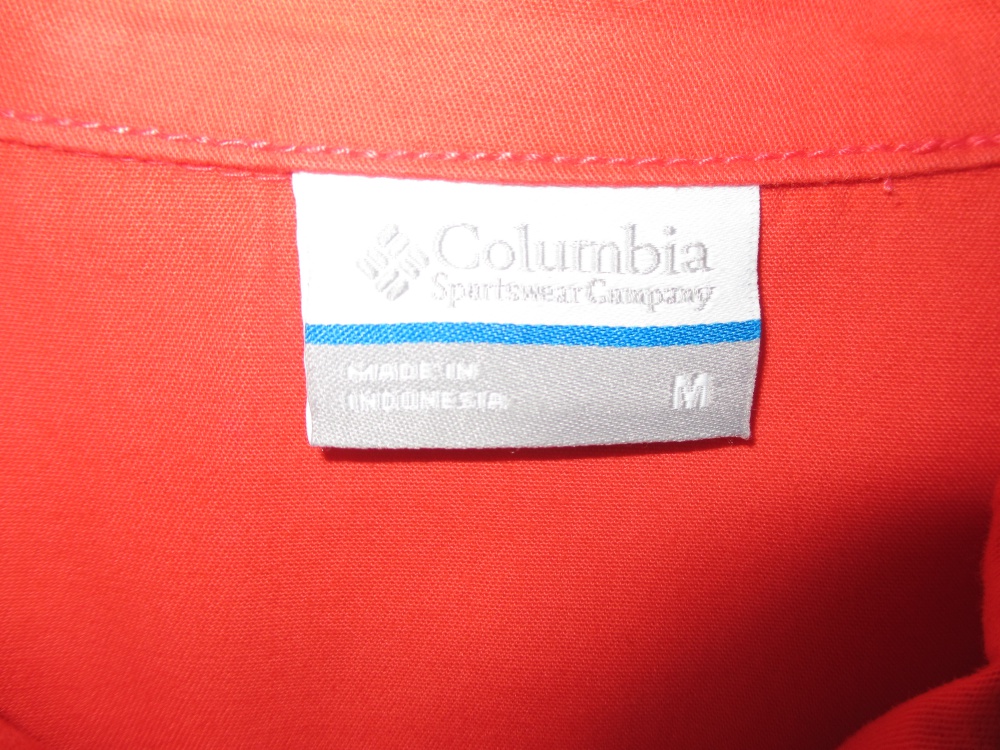 Columbia
Sportswear Company
MADE IN
INDONESIA
M